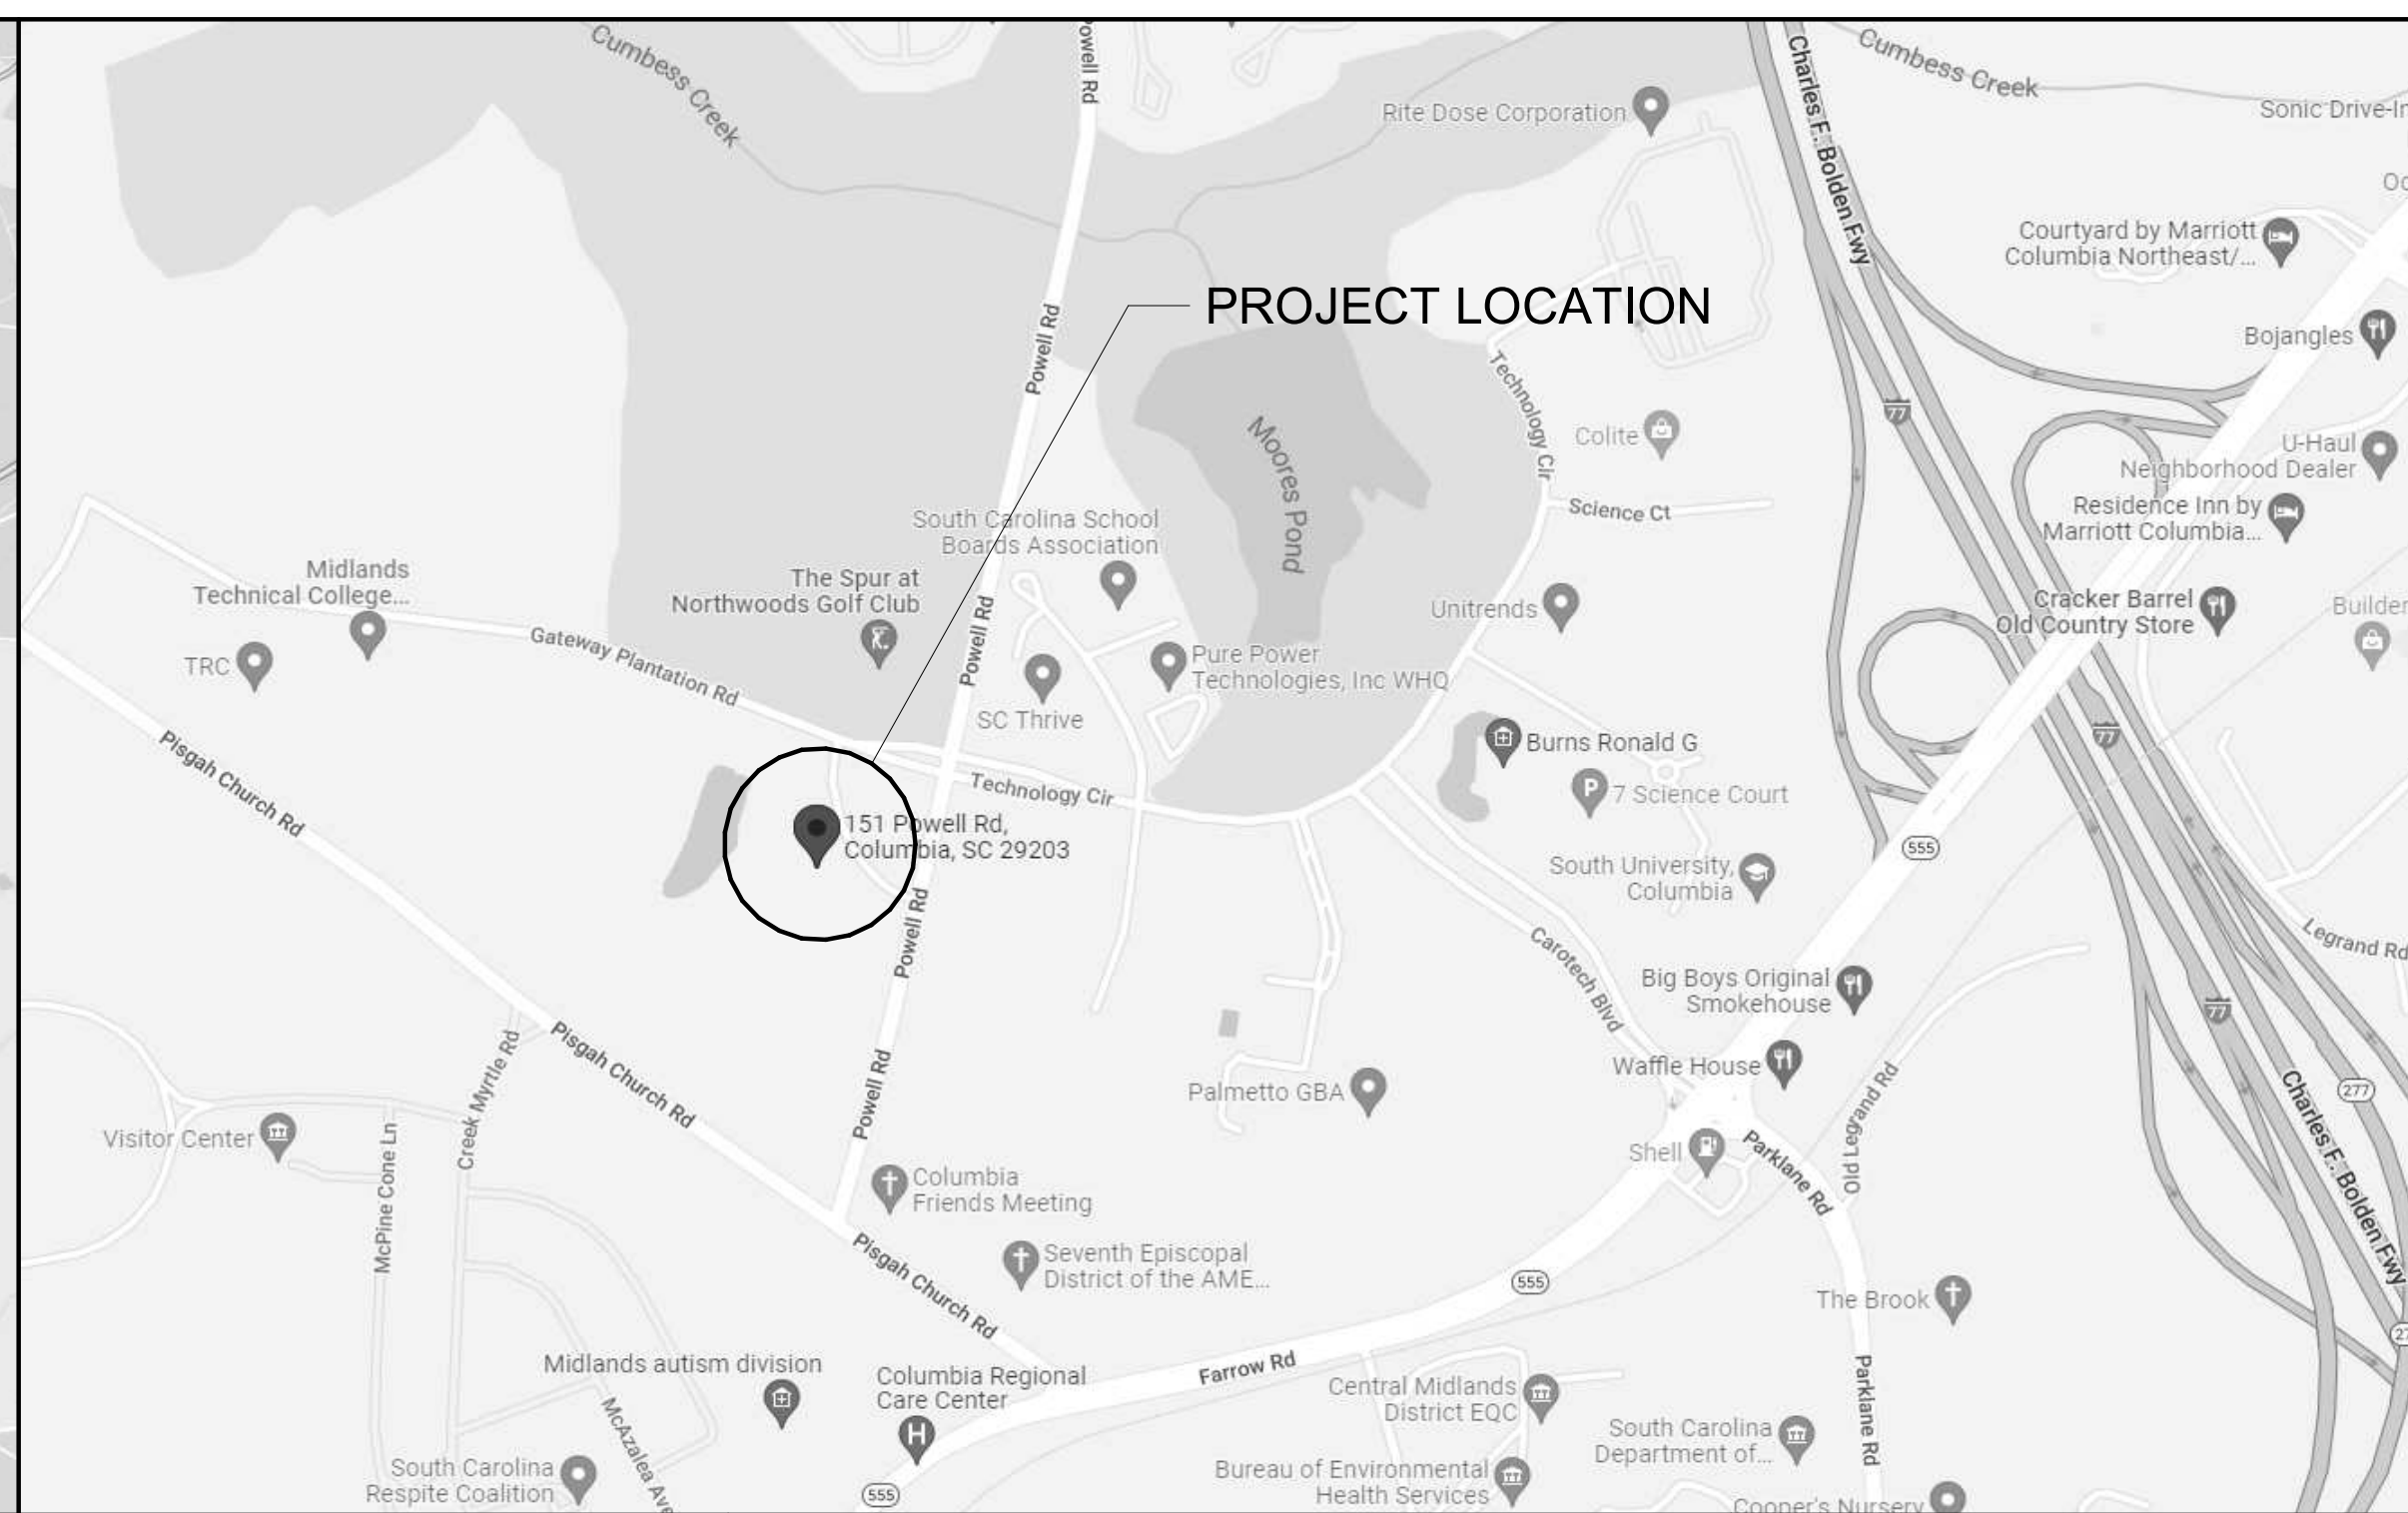 Cumbess Creek
Powell Rd
Charles F. Bolden Fwy
Cumbess Creek
Rite Dose Corporation
Sonic Drive-In
Courtyard by Marriott
Columbia Northeast/...
PROJECT LOCATION
Powell Rd
Bojangles
Technology Cir
77
Moores Pond
Colite
U-Haul
Neighborhood Dealer
Science Ct
Residence Inn by
Marriott Columbia...
South Carolina School
Boards Association
Midlands
Technical College...
The Spur at
Northwoods Golf Club
Powell Rd
Unitrends
Cracker Barrel
Old Country Store
Builder
TRC
Gateway Plantation Rd
Pure Power
Technologies, Inc WHQ
SC Thrive
Pisgah Church Rd
Burns Ronald G
77
Technology Cir
P
7 Science Court
151 Powell Rd,
Columbia, SC 29203
555
South University,
Columbia
Powell Rd
Legrand Rd
Carotech Blvd
Big Boys Original
Smokehouse
77
Waffle House
Pisgah Church Rd
Creek Myrtle Rd
Powell Rd
Palmetto GBA
Old Legrand Rd
277
Charles F. Bolden Fwy
Visitor Center
McPine Cone Ln
Shell
Parklane Rd
Columbia
Friends Meeting
Pisgah Church Rd
Seventh Episcopal
District of the AME...
555
The Brook
Midlands autism division
Columbia Regional
Care Center
H
Farrow Rd
Central Midlands
District EQC
Parklane Rd
South Carolina
Department of...
McAzalea Ave
South Carolina
Respite Coalition
555
Bureau of Environmental
Health Services
Cooper's Nursery